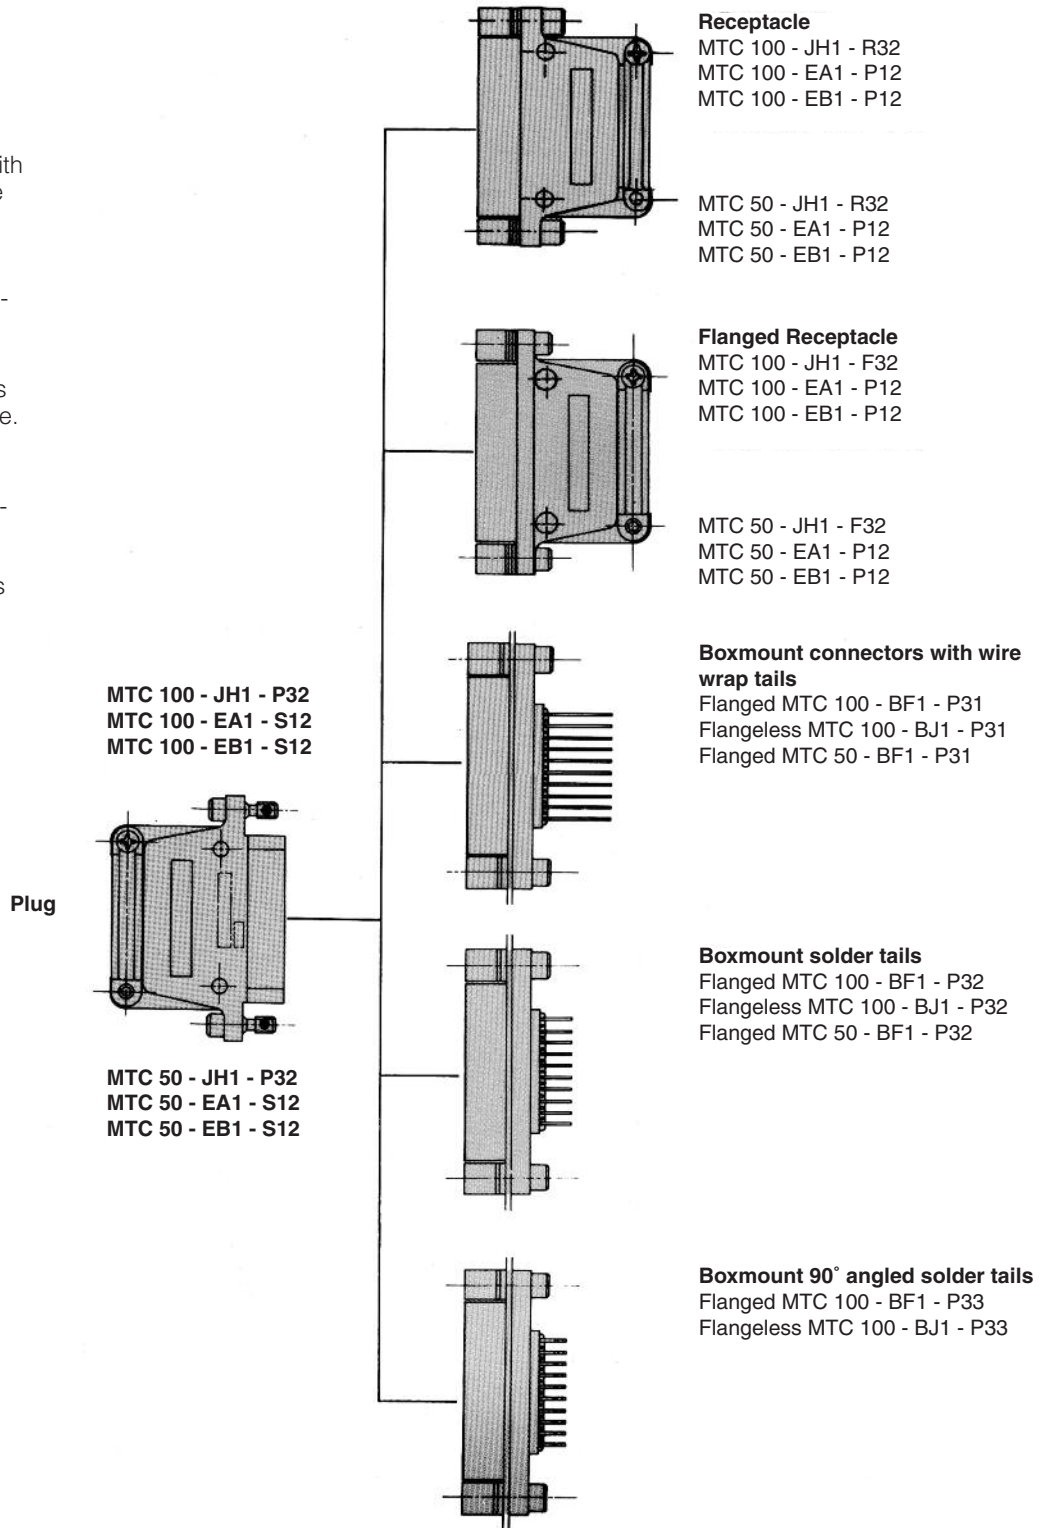 ith
e
-
s
e.
-
s
Receptacle
MTC 100 - JH1 - R32
MTC 100 - EA1 - P12
MTC 100 - EB1 - P12
MTC 50 - JH1 - R32
MTC 50 - EA1 - P12
MTC 50 - EB1 - P12
Flanged Receptacle
MTC 100 - JH1 - F32
MTC 100 - EA1 - P12
MTC 100 - EB1 - P12
MTC 50 - JH1 - F32
MTC 50 - EA1 - P12
MTC 50 - EB1 - P12
Boxmount connectors with wire
wrap tails
Flanged MTC 100 - BF1 - P31
Flangeless MTC 100 - BJ1 - P31
Flanged MTC 50 - BF1 - P31
MTC 100 - JH1 - P32
MTC 100 - EA1 - S12
MTC 100 - EB1 - S12
Plug
MTC 50 - JH1 - P32
MTC 50 - EA1 - S12
MTC 50 - EB1 - S12
Boxmount solder tails
Flanged MTC 100 - BF1 - P32
Flangeless MTC 100 - BJ1 - P32
Flanged MTC 50 - BF1 - P32
Boxmount 90˚ angled solder tails
Flanged MTC 100 - BF1 - P33
Flangeless MTC 100 - BJ1 - P33